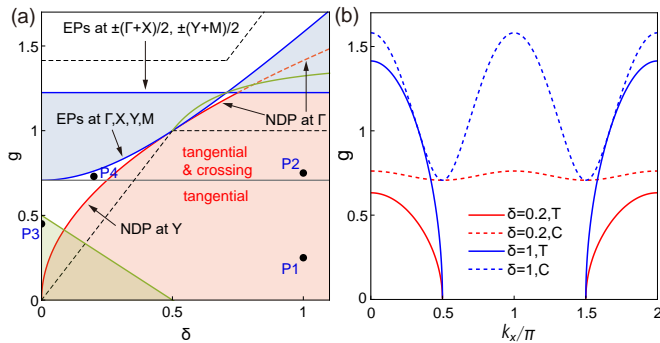 (a)
EPs at ±(Γ+X)/2, ±(Y+M)/2
EPs at Γ,X,Y,M
NDP at Γ
tangential
& crossing
tangential
NDP at Y
P4
P2
P3
P1
g
1.5
1
0.5
0
0
0.5
1
δ
(b)
g
1.5
1
0.5
0
δ=0.2,T
δ=0.2,C
δ=1,T
δ=1,C
0
0.5
1
1.5
2
kx/π